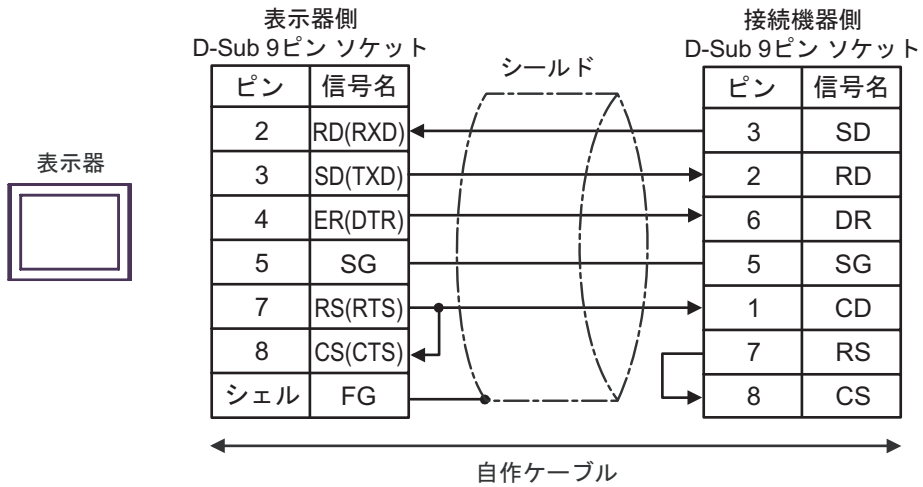 表示器側
D-Sub 9ピン ソケット
接続機器側
D-Sub 9ピン ソケット
シールド
表示器
ピン 信号名
2 RD(RXD)
3 SD(TXD)
4 ER(DTR)
5 SG
7 RS(RTS)
8 CS(CTS)
シェル FG
ピン 信号名
3 SD
2 RD
6 DR
5 SG
1 CD
7 RS
8 CS
自作ケーブル